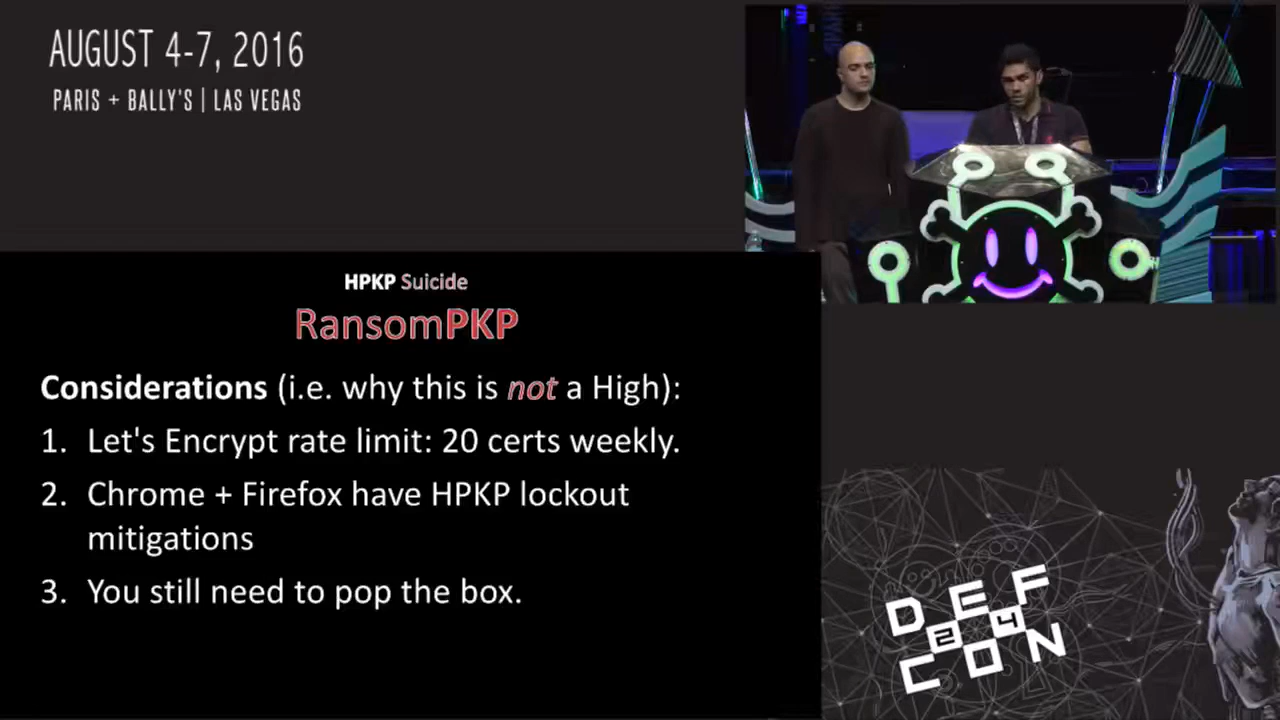 AUGUST 4-7, 2016
PARIS + BALLY'S | LAS VEGAS
HPKP Suicide
RansomPKP
Considerations (i.e. why this is not a High):
1. Let's Encrypt rate limit: 20 certs weekly.
2. Chrome + Firefox have HPKP lockout
mitigations
3. You still need to pop the box.
DEF
24
CON